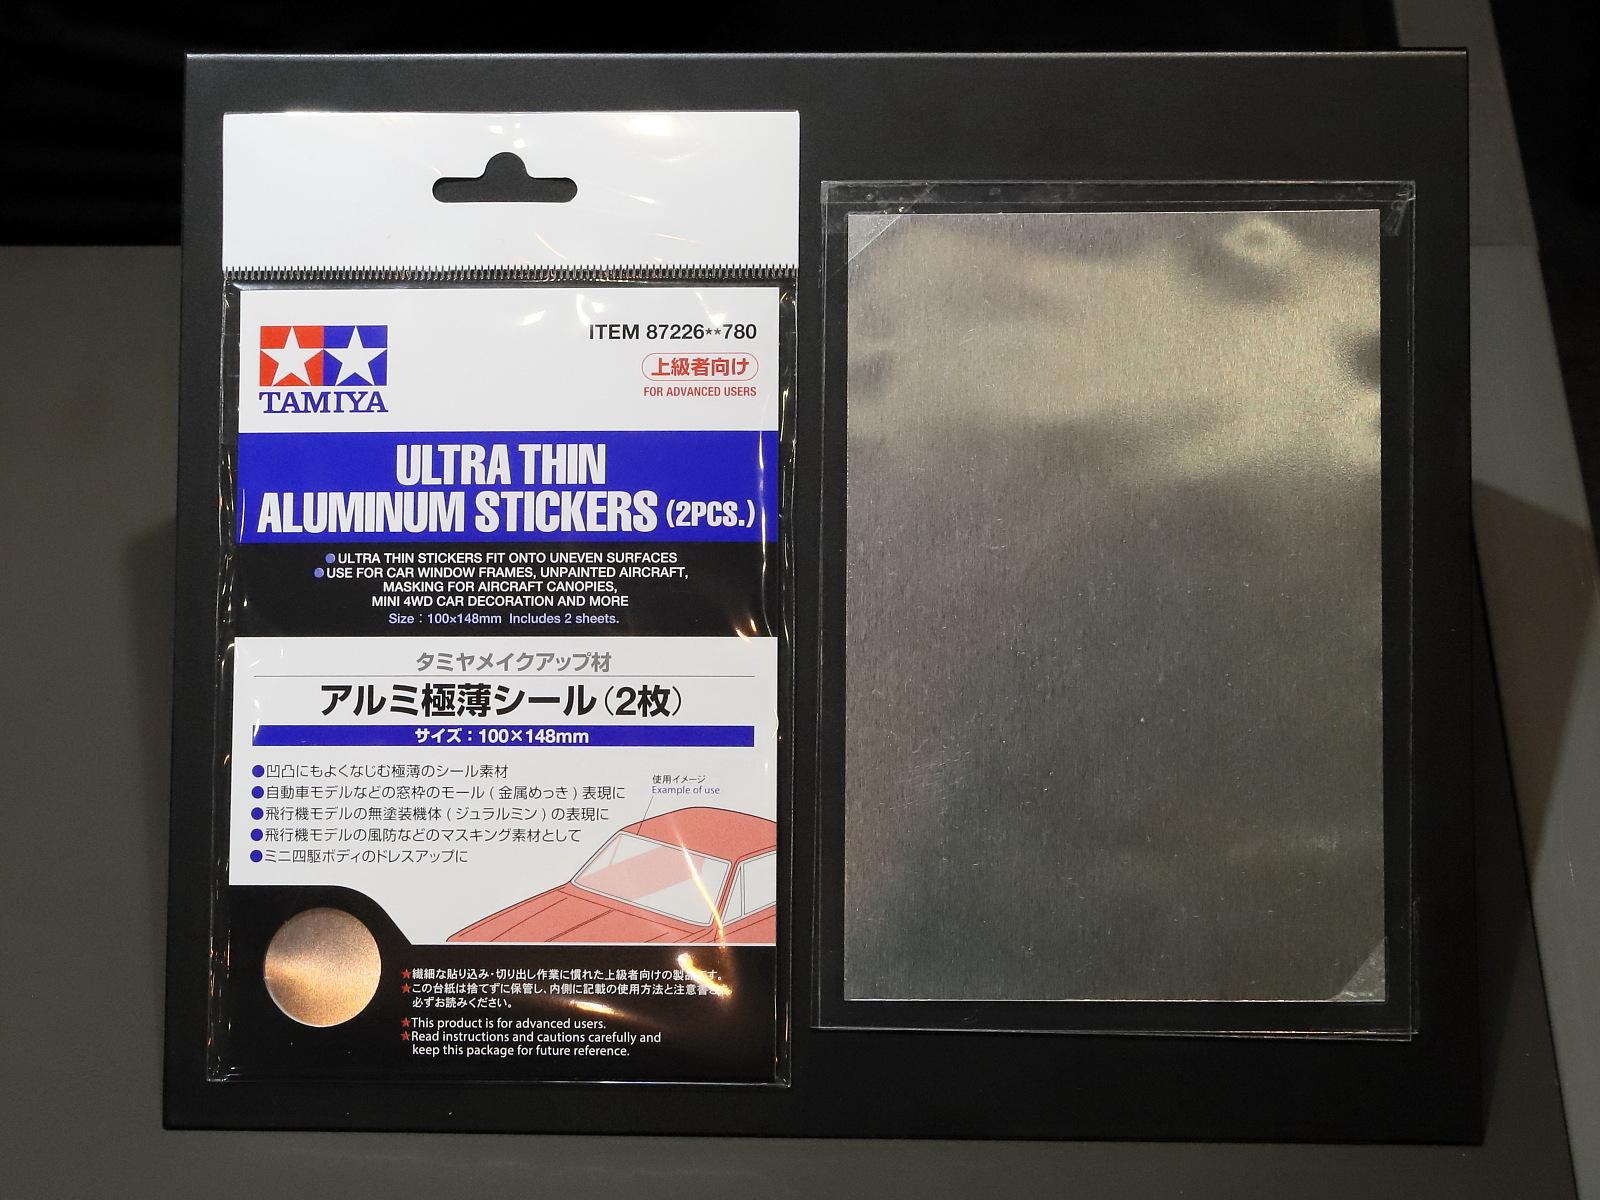 ITEM 87226**780
上級者向け
FOR ADVANCED USERS
TAMIYA
ULTRA THIN
ALUMINUM STICKERS (2PCS.)
●ULTRA THIN STICKERS FIT ONTO UNEVEN SURFACES
●USE FOR CAR WINDOW FRAMES, UNPAINTED AIRCRAFT,
MASKING FOR AIRCRAFT CANOPIES,
MINI 4WD CAR DECORATION AND MORE
Size : 100×148mm Includes 2 sheets.
タミヤメイクアップ材
アルミ極薄シール(2枚)
サイズ：100×148mm
●凹凸にもよくなじむ極薄のシール素材
●自動車モデルなどの窓枠のモール(金属めっき)表現に
●飛行機モデルの無塗装機体(ジュラルミン)の表現に
●飛行機モデルの風防などのマスキング素材として
●ミニ四駆ボディのドレスアップに
使用イメージ
Example of use
★繊細な貼り込み・切り出し作業に慣れた上級者向けの製品です。
★この台紙は捨てずに保管し、内側に記載の使用方法と注意書
必ずお読みください。
★This product is for advanced users.
★Read instructions and cautions carefully and
keep this package for future reference.